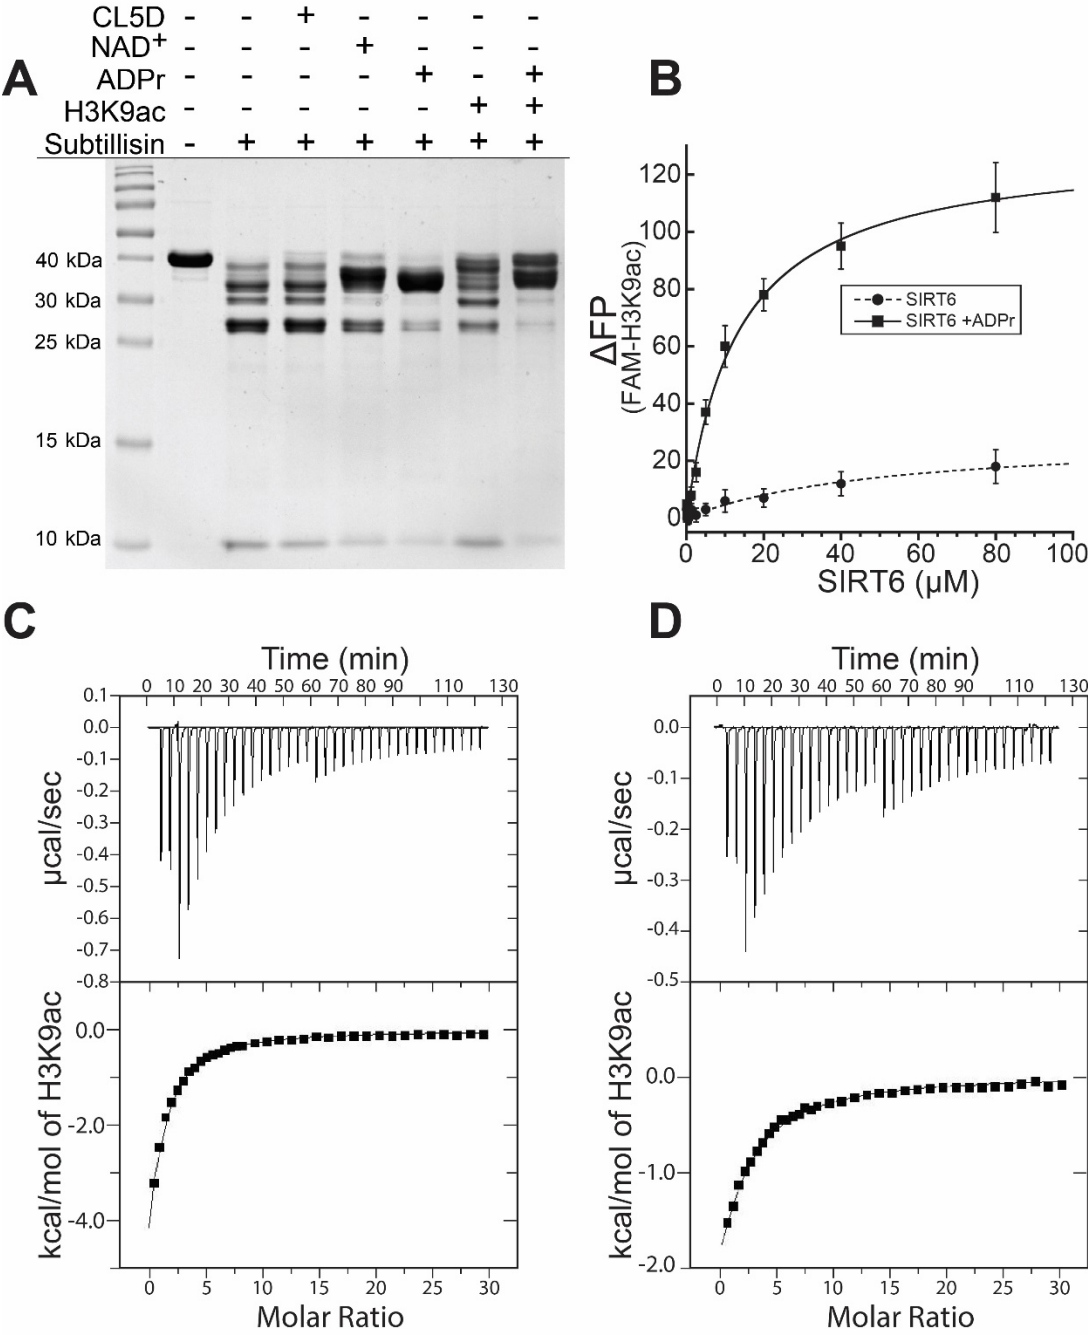 CL5D - - + - - - -
NAD+ - - - + - - -
A ADPr - - - - + - +
H3K9ac - - - - - + +
Subtillisin - + + + + + +
40 kDa
30 kDa
25 kDa
15 kDa
10 kDa
B
120
100
80
60
40
20
0
ΔFP
(FAM-H3K9ac)
SIRT6
SIRT6 +ADPr
0 20 40 60 80 100
SIRT6 (µM)
C
Time (min)
0 10 20 30 40 50 60 70 80 90 110 130
0.1
0.0
-0.1
-0.2
-0.3
-0.4
-0.5
-0.6
-0.7
-0.8
µcal/sec
0.0
-2.0
-4.0
kcal/mol of H3K9ac
0 5 10 15 20 25 30
Molar Ratio
D
Time (min)
0 10 20 30 40 50 60 70 80 90 110 130
0.0
-0.1
-0.2
-0.3
-0.4
-0.5
µcal/sec
0.0
-1.0
-2.0
kcal/mol of H3K9ac
0 5 10 15 20 25 30
Molar Ratio